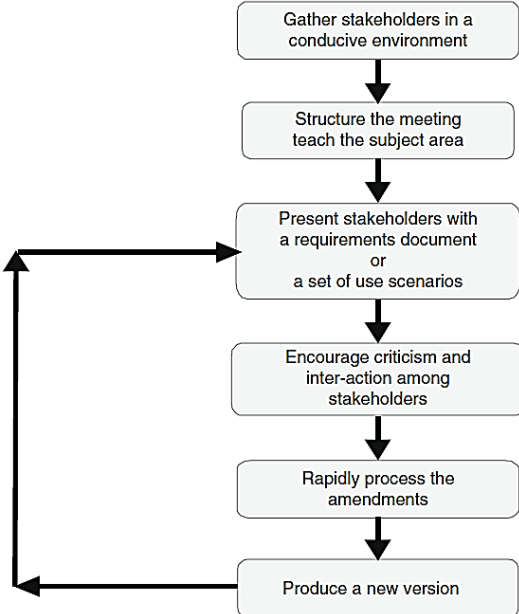 Gather stakeholders in a
conducive environment
Structure the meeting
teach the subject area
Present stakeholders with
a requirements document
or
a set of use scenarios
Encourage criticism and
inter-action among
stakeholders
Rapidly process the
amendments
Produce a new version